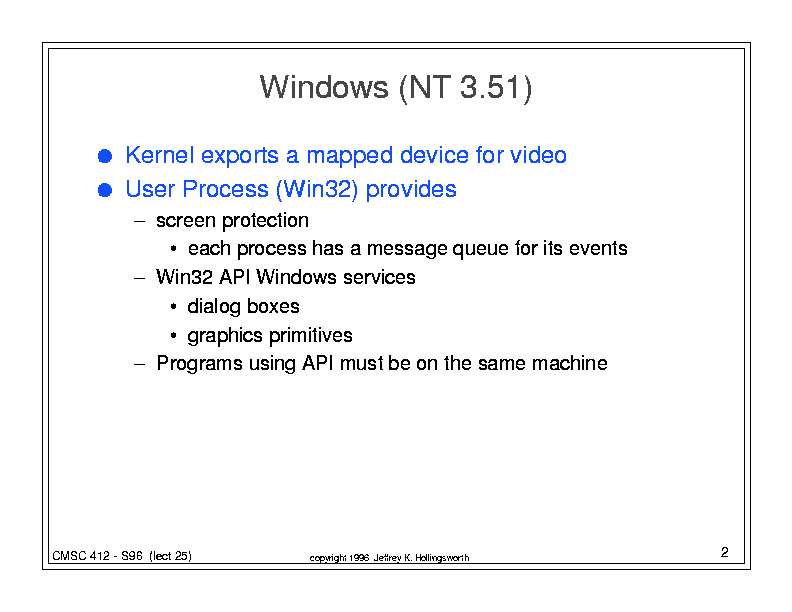 Windows (NT 3.51)
● Kernel exports a mapped device for video
● User Process (Win32) provides
– screen protection
• each process has a message queue for its events
– Win32 API Windows services
• dialog boxes
• graphics primitives
– Programs using API must be on the same machine
CMSC 412 - S96 (lect 25)
copyright 1996 Jeffrey K. Hollingsworth
2